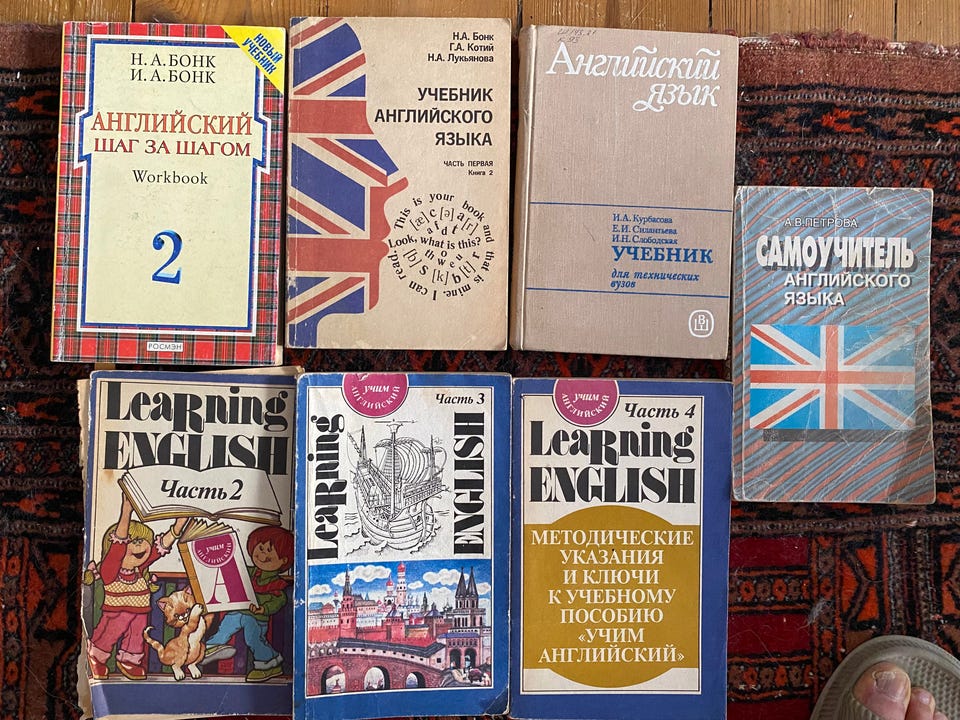 Н. А. БОНК
И. А. БОНК
НОВЫЙ
УЧЕБНИК
АНГЛИЙСКИЙ
ШАГ ЗА ШАГОМ
Workbook
2
РОСМЭН
Н.А. Бонк
Г.А. Котий
Н.А. Лукьянова
УЧЕБНИК
АНГЛИЙСКОГО
ЯЗЫКА
ЧАСТЬ ПЕРВАЯ
Книга 2
This is your book and that is mine. I can read.
Look, what is this?
Английский
язык
И.А. Курбасова
Е.И. Силантьева
И.Н. Слободская
УЧЕБНИК
для технических
вузов
А.В.ПЕТРОВА
САМОУЧИТЕЛЬ
АНГЛИЙСКОГО
ЯЗЫКА
LeaRning
ENGLISH
Часть 2
учим
АНГЛИЙСКИЙ
А
учим
АНГЛИЙСКИЙ
Часть 3
LeaRning
ENGLISH
учим
АНГЛИЙСКИЙ
Часть 4
LeaRning
ENGLISH
МЕТОДИЧЕСКИЕ
УКАЗАНИЯ
И КЛЮЧИ
К УЧЕБНОМУ
ПОСОБИЮ
«УЧИМ
АНГЛИЙСКИЙ»